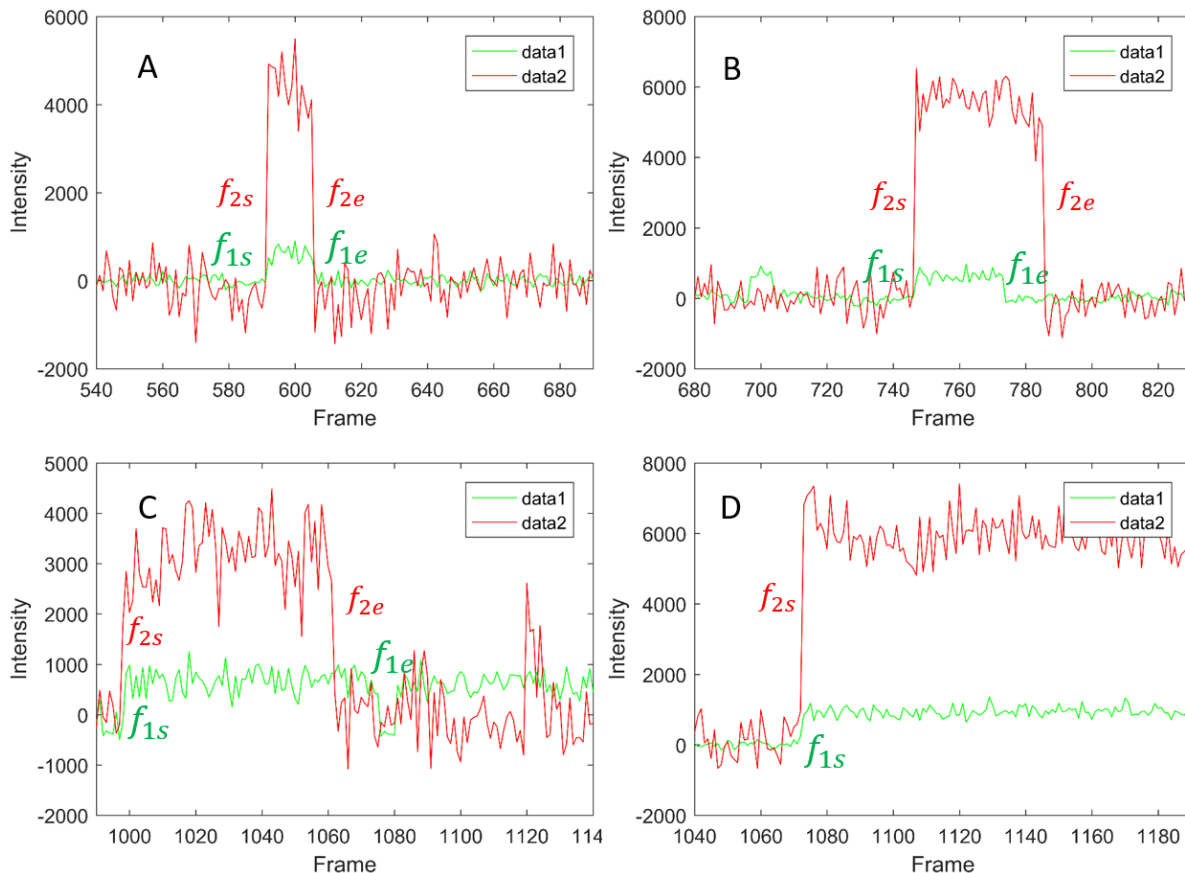 A
data1
data2
6000
4000
2000
0
-2000
Intensity
f2s
f2e
f1s
f1e
540 560 580 600 620 640 660 680
Frame
B
data1
data2
8000
6000
4000
2000
0
-2000
Intensity
f2s
f2e
f1s
f1e
680 700 720 740 760 780 800 820
Frame
C
data1
data2
5000
4000
3000
2000
1000
0
-1000
-2000
Intensity
f2e
f2s
f1e
f1s
1000 1020 1040 1060 1080 1100 1120 1140
Frame
D
data1
data2
8000
6000
4000
2000
0
-2000
Intensity
f2s
f1s
1040 1060 1080 1100 1120 1140 1160 1180
Frame